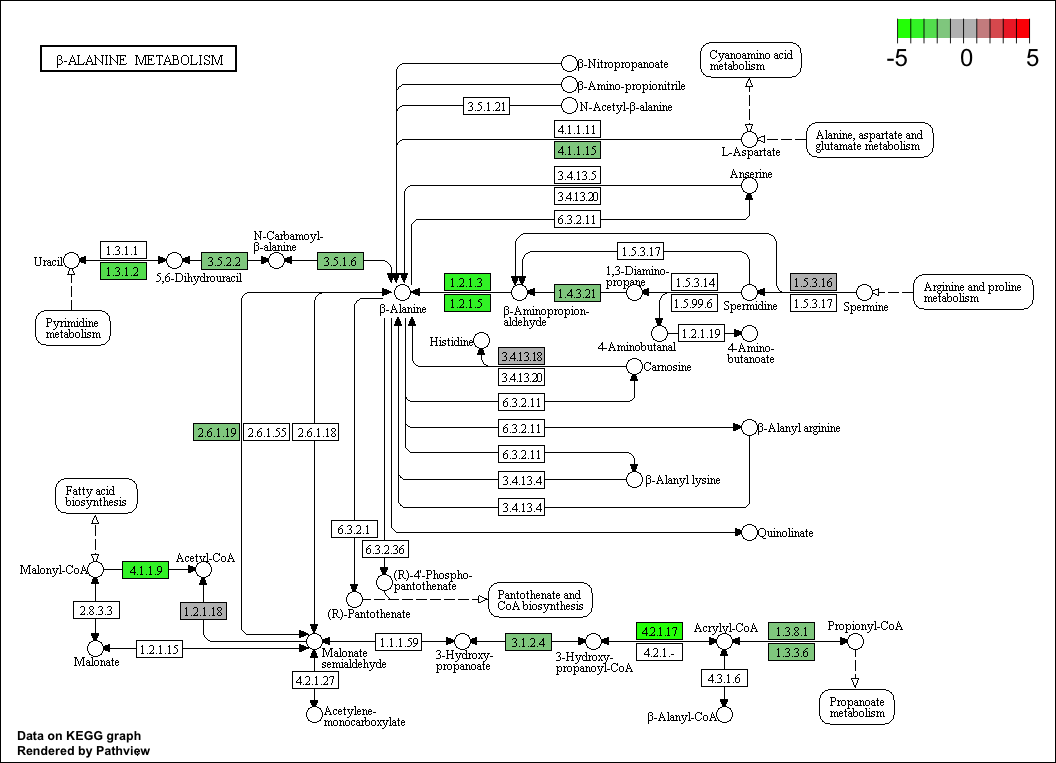 β-ALANINE METABOLISM
-5
0
5
β-Nitropropanoate
β-Amino-propionitrile
3.5.1.21
N-Acetyl-β-alanine
Cyanoamino acid
metabolism
4.1.1.11
4.1.1.15
L-Aspartate
Alanine, aspartate and
glutamate metabolism
3.4.13.5
3.4.13.20
Anserine
6.3.2.11
Uracil
1.3.1.1
1.3.1.2
5,6-Dihydrouracil
3.5.2.2
N-Carbamoyl-
β-alanine
3.5.1.6
Pyrimidine
metabolism
β-Alanine
1.2.1.3
1.2.1.5
β-Aminopropion-
aldehyde
1.4.3.21
1,3-Diamino-
propane
1.5.3.17
1.5.3.14
1.5.99.6
Spermidine
1.5.3.16
1.5.3.17
Spermine
Arginine and proline
metabolism
4-Aminobutanal
1.2.1.19
4-Amino-
butanoate
Histidine
3.4.13.18
3.4.13.20
Carnosine
6.3.2.11
6.3.2.11
β-Alanyl arginine
6.3.2.11
3.4.13.4
β-Alanyl lysine
3.4.13.4
Quinolinate
2.6.1.19
2.6.1.55
2.6.1.18
6.3.2.1
6.3.2.36
(R)-4'-Phospho-
pantothenate
(R)-Pantothenate
Pantothenate and
CoA biosynthesis
Fatty acid
biosynthesis
Malonyl-CoA
4.1.1.9
Acetyl-CoA
2.8.3.3
1.2.1.18
Malonate
1.2.1.15
Malonate
semialdehyde
4.2.1.27
Acetylene-
monocarboxylate
1.1.1.59
3-Hydroxy-
propanoate
3.1.2.4
3-Hydroxy-
propanoyl-CoA
4.2.1.17
4.2.1.-
Acrylyl-CoA
1.3.8.1
1.3.3.6
Propionyl-CoA
4.3.1.6
β-Alanyl-CoA
Propanoate
metabolism
Data on KEGG graph
Rendered by Pathview